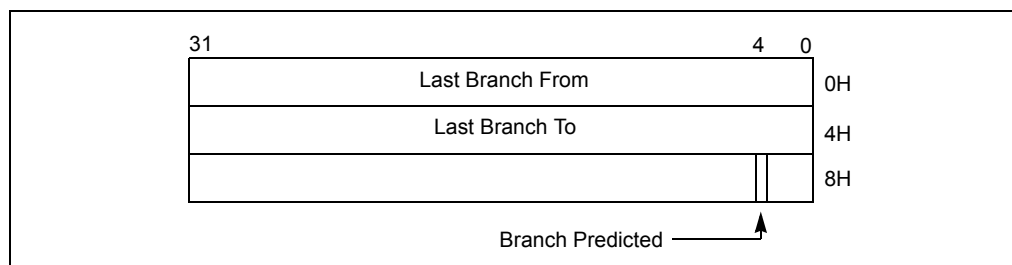 31 4 0
Last Branch From 0H
Last Branch To 4H
8H
Branch Predicted